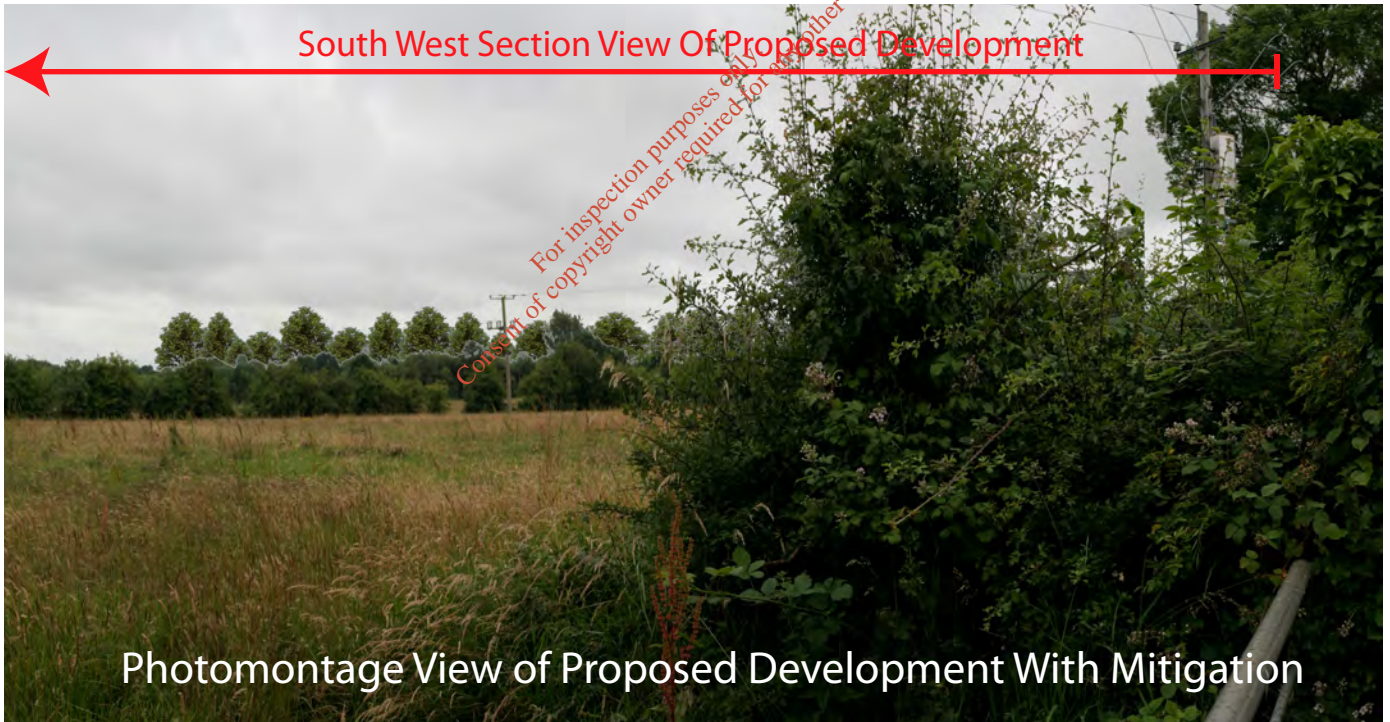 South West Section View Of Proposed Development
For inspection purposes only.
Consent of copyright owner required for any other
Photomontage View of Proposed Development With Mitigation